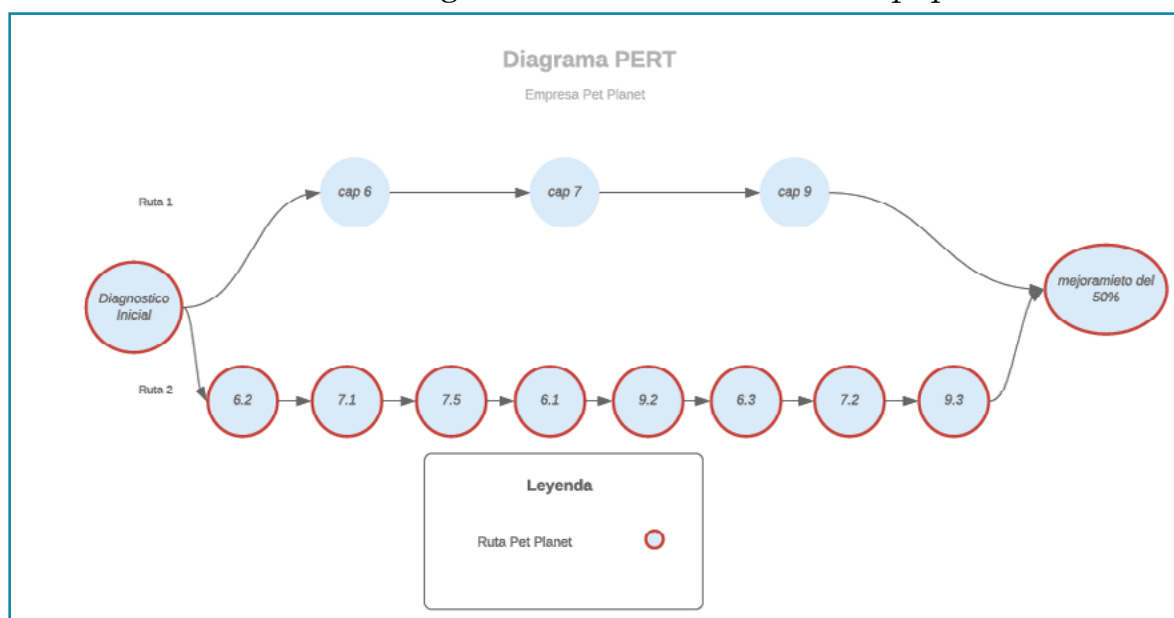 Diagrama PERT
Empresa Pet Planet
Ruta 1
cap 6
cap 7
cap 9
Diagnostico
Inicial
mejoramieto del
50%
Ruta 2
6.2
7.1
7.5
6.1
9.2
6.3
7.2
9.3
Leyenda
Ruta Pet Planet